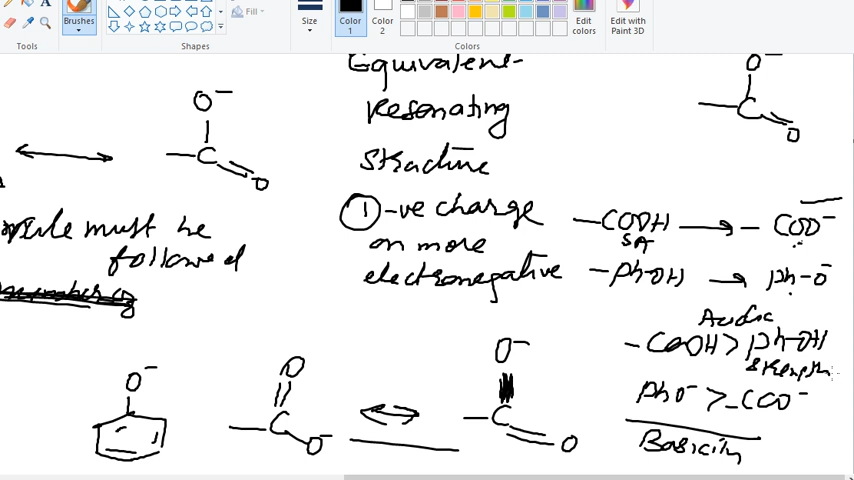 Brushes
Size
Color 1
Color 2
Fill
Edit colors
Edit with Paint 3D
Tools
Shapes
Colors
Equivalent-
Resonating
O⁻
C
O
O⁻
C
O
must be
followed
① -ve charge
on more
electronegative
-COOH → -COO⁻
SA
-Ph-OH → Ph-O⁻
Acidic
-COOH > Ph-OH
Strength
PhO⁻ > -COO⁻
Basicity
O⁻
O
C
O⁻
O⁻
C
O